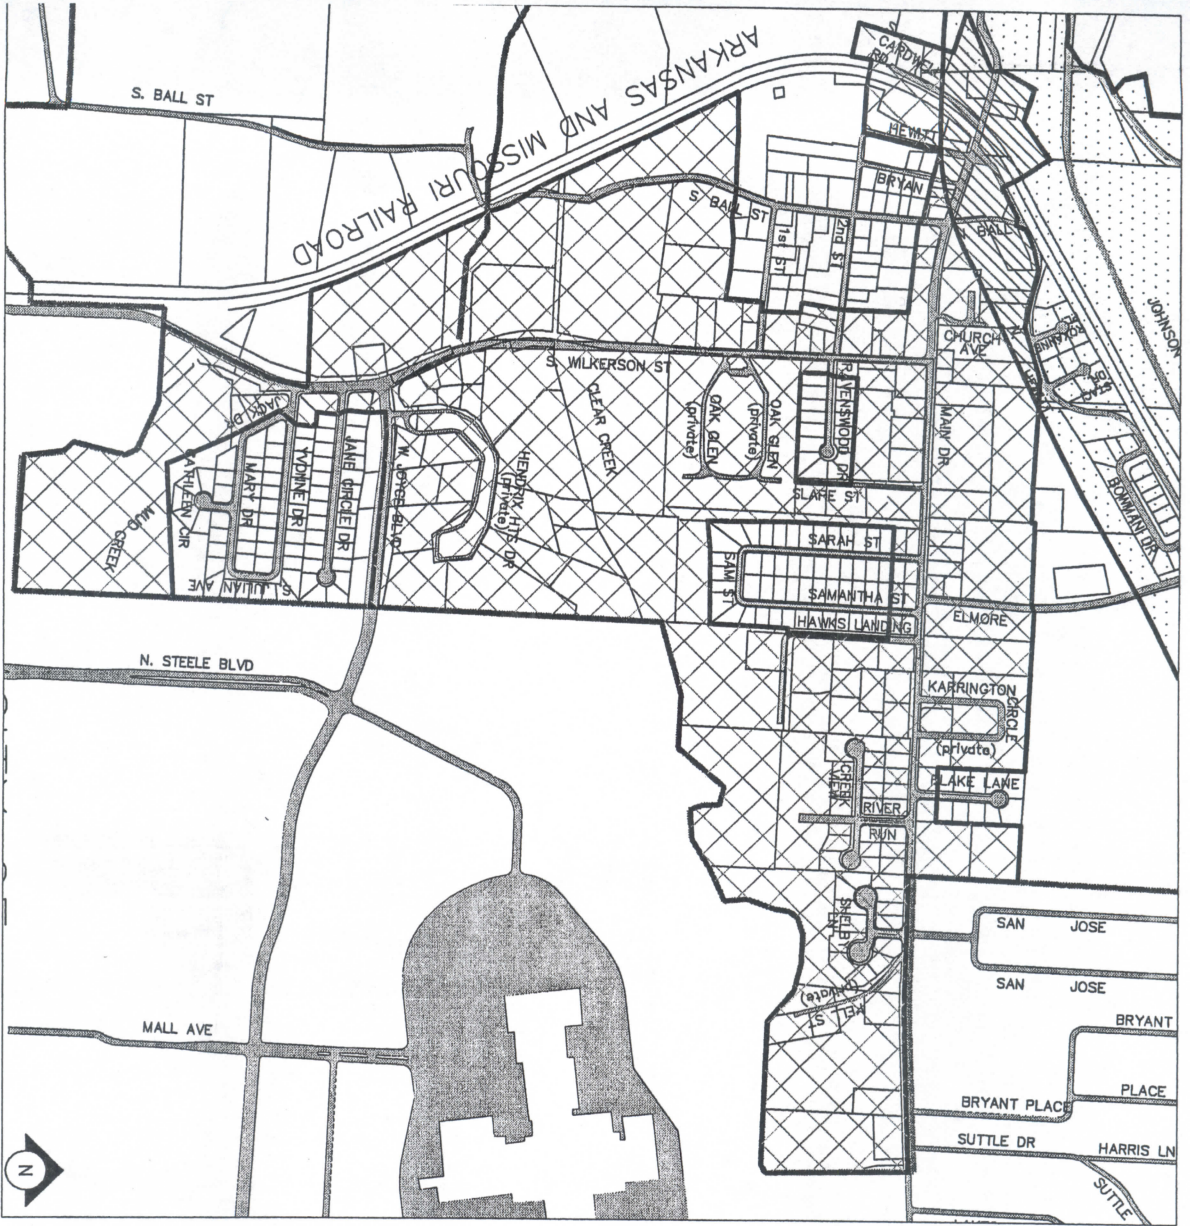 ARKANSAS AND MISSOURI RAILROAD
S. BALL ST
CARDWELL
RD
HEWITT
BRYAN
S. BALL ST
1st ST
2nd ST
BALL
JOHNSON
CHURCH
AVE
S. WILKERSON ST
CLEAR CREEK
OAK GLEN
(private)
OAK GLEN
(private)
RAVENSWOOD DR
MAIN DR
SLATE ST
BOWMAN DR
JACKI DR
CATHLEEN CIR
MARY DR
YVONNE DR
JANE CIRCLE DR
W. JOYCE BLVD
HENDRY HTS DR
(private)
MUD CREEK
S. JULIAN AVE
SARAH ST
SAM ST
SAMANTHA ST
HAWKS LANDING
ELMORE
N. STEELE BLVD
KARRINGTON
CIRCLE
(private)
BLAKE LANE
CREEK
VIEW
RIVER
RUN
SHELBY
LN
(private)
SAN JOSE
SAN JOSE
MALL AVE
BRYANT
PLACE
BRYANT PLACE
SUTTLE DR
HARRIS LN
SUTTLE
N